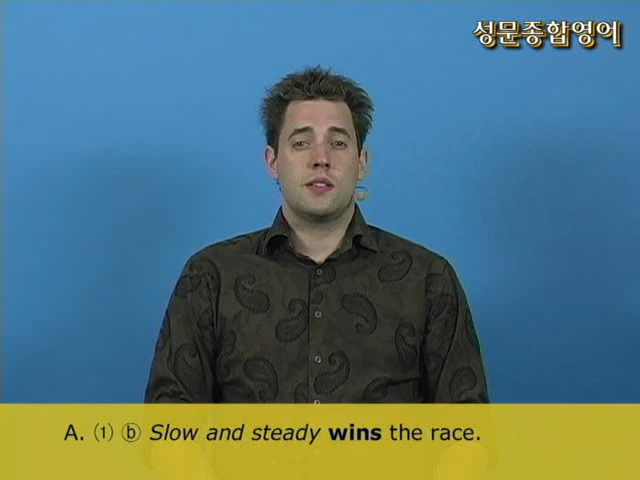 성문종합영어
A. ⑴ ⓑ Slow and steady wins the race.